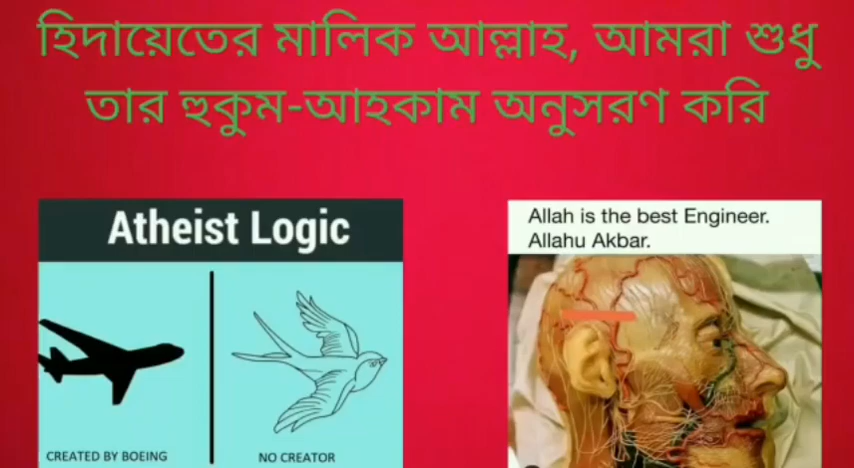 হিদায়েতের মালিক আল্লাহ, আমরা শুধু
তার হুকুম-আহকাম অনুসরণ করি
Atheist Logic
CREATED BY BOEING
NO CREATOR
Allah is the best Engineer.
Allahu Akbar.